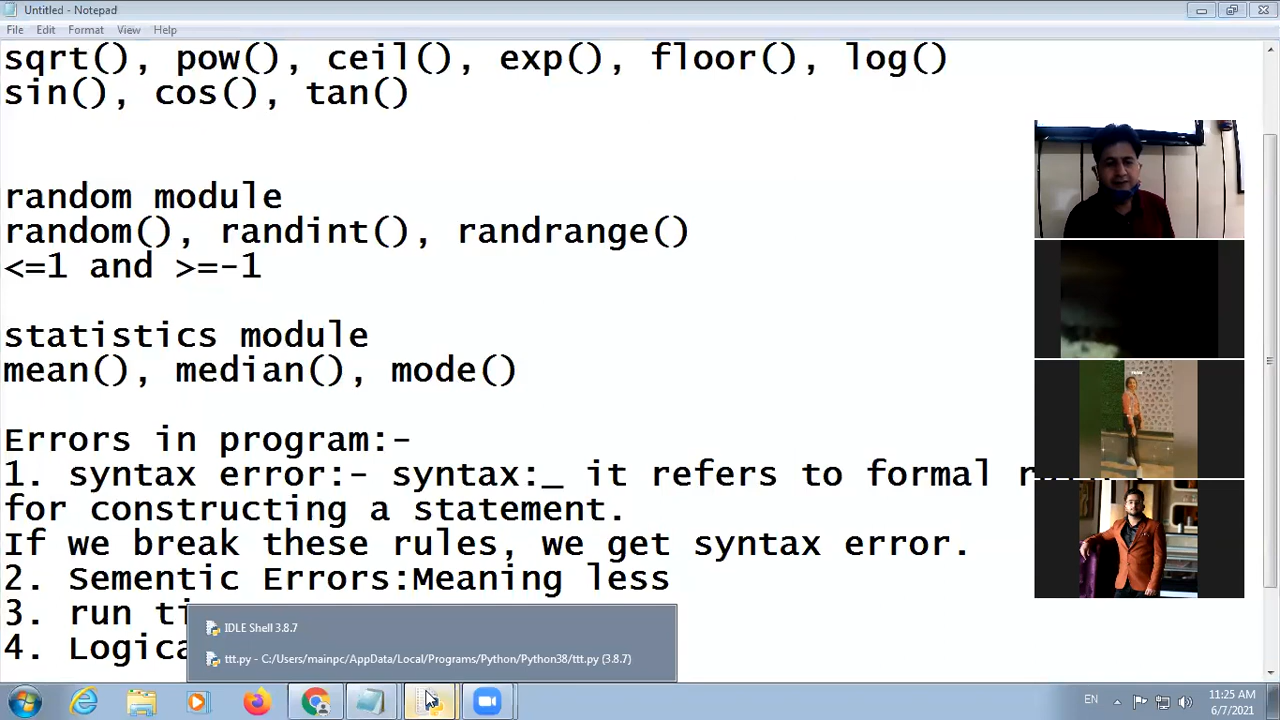 Untitled - Notepad
File Edit Format View Help
sqrt(), pow(), ceil(), exp(), floor(), log()
sin(), cos(), tan()
random module
random(), randint(), randrange()
<=1 and >=-1
statistics module
mean(), median(), mode()
Errors in program:-
1. syntax error:- syntax:_ it refers to formal
for constructing a statement.
If we break these rules, we get syntax error.
2. Sementic Errors:Meaning less
3. run
4.
IDLE Shell 3.8.7
ttt.py - C:/Users/mainpc/AppData/Local/Programs/Python/Python38/ttt.py (3.8.7)
EN
11:25 AM
6/7/2021